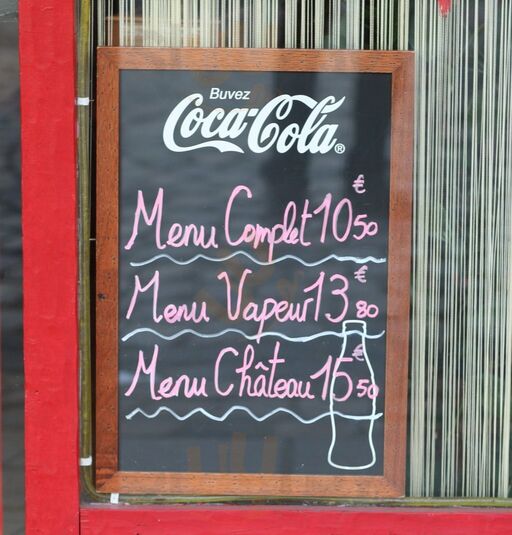 Buvez
Coca-Cola®
Menu Complet 10€50
Menu Vapeur 13€80
Menu Château 15€50